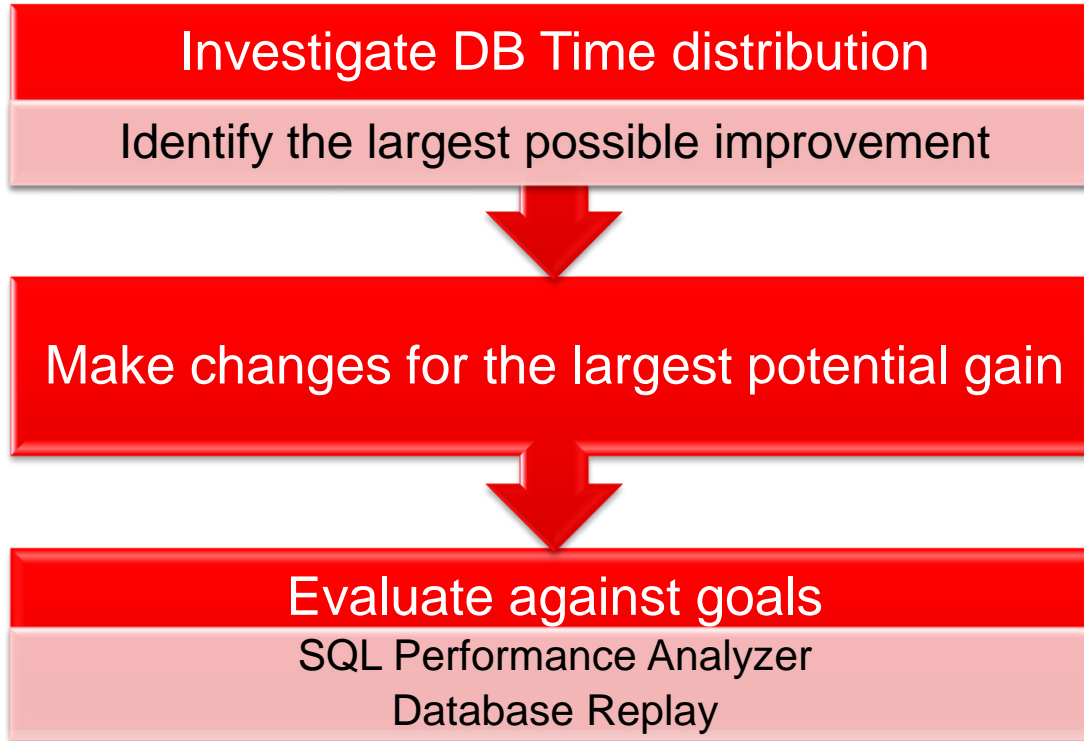 Investigate DB Time distribution
Identify the largest possible improvement
Make changes for the largest potential gain
Evaluate against goals
SQL Performance Analyzer
Database Replay